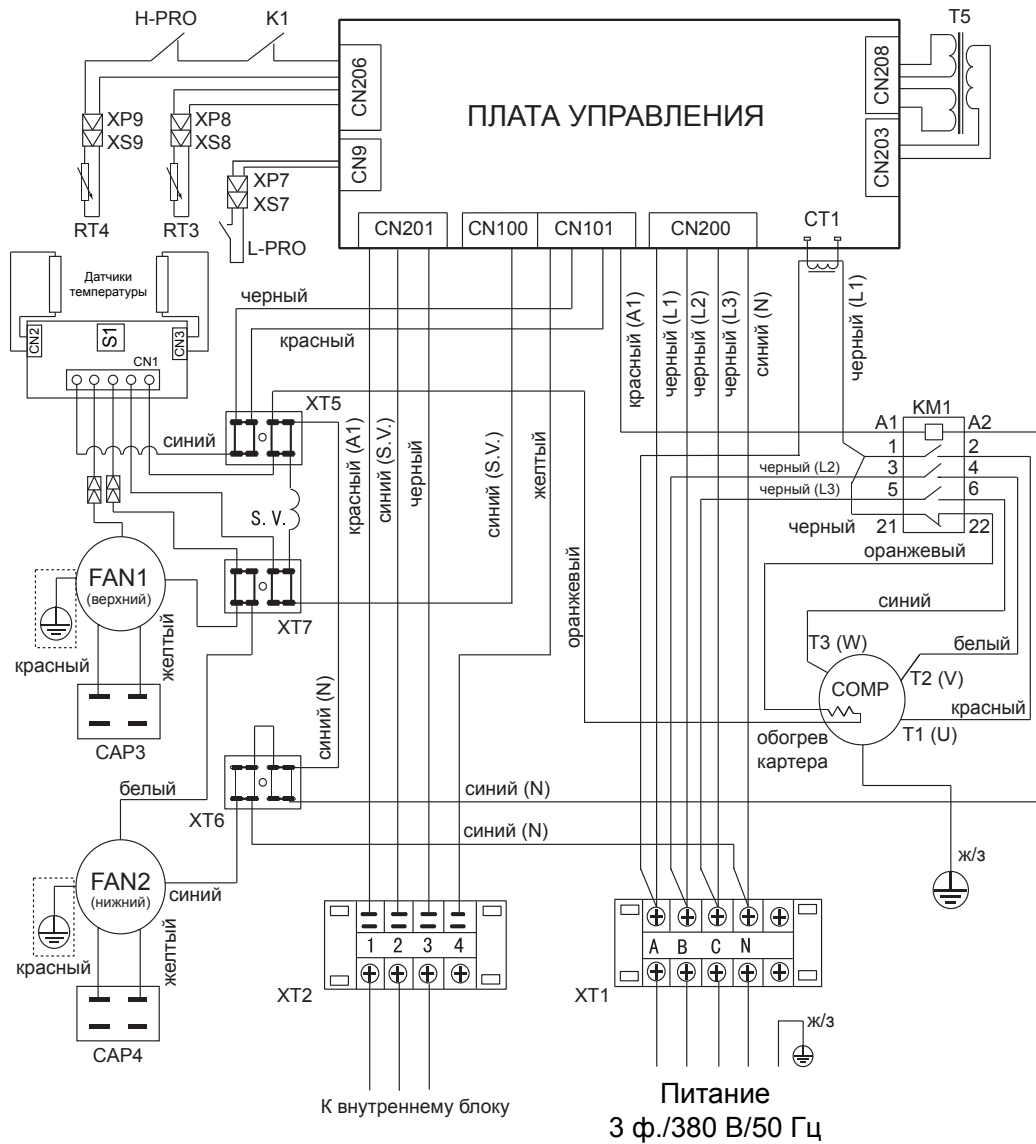 H-PRO
K1
T5
CN206
CN208
ПЛАТА УПРАВЛЕНИЯ
XP9
XS9
XP8
XS8
CN9
CN203
XP7
XS7
RT4
RT3
L-PRO
CN201
CN100
CN101
CN200
CT1
Датчики
температуры
CN2
S1
CN3
CN1
черный
красный
красный (A1)
черный (L1)
черный (L2)
черный (L3)
синий (N)
черный (L1)
XT5
синий
KM1
A1
A2
1
2
черный (L2)
3
4
черный (L3)
5
6
черный
21
22
оранжевый
красный (A1)
синий (S.V.)
черный
синий (S.V.)
желтый
S.V.
оранжевый
FAN1
(верхний)
XT7
красный
желтый
CAP3
синий
белый
T3 (W)
COMP
T2 (V)
красный
T1 (U)
обогрев
картера
синий (N)
белый
XT6
синий (N)
синий (N)
ж/з
FAN2
(нижний)
синий
красный
желтый
CAP4
1
2
3
4
XT2
A
B
C
N
XT1
ж/з
К внутреннему блоку
Питание
3 ф./380 В/50 Гц